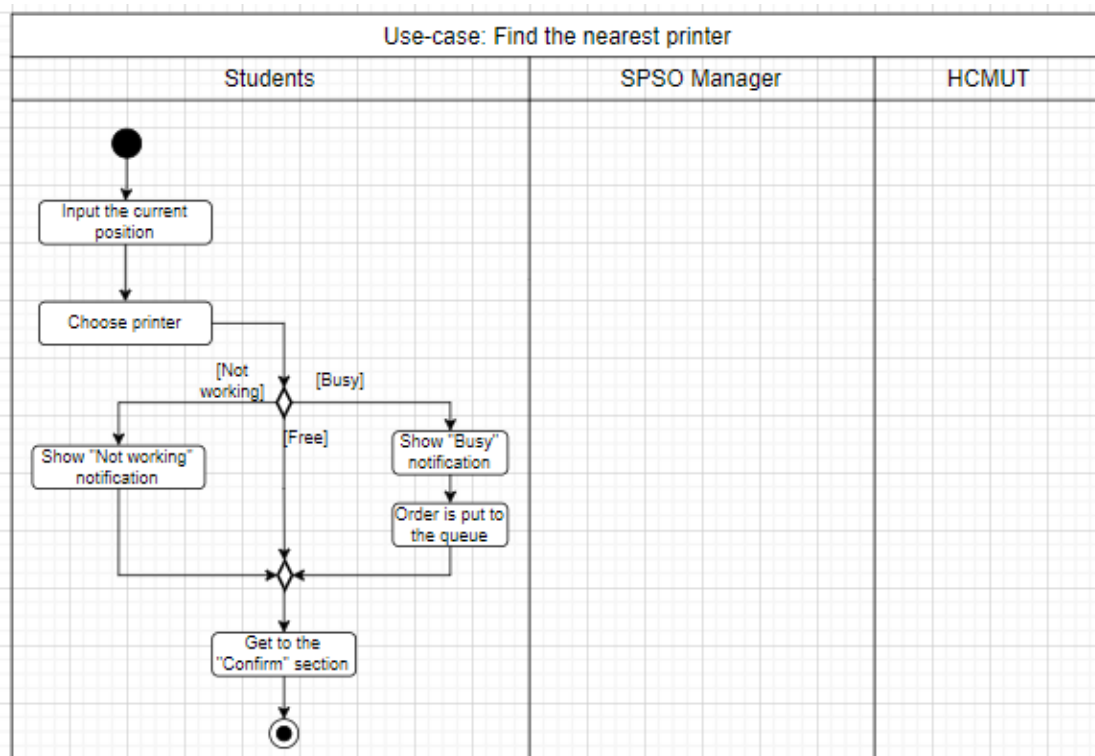 Use-case: Find the nearest printer
Students
SPSO Manager
HCMUT
Input the current
position
Choose printer
[Not
working]
[Busy]
[Free]
Show "Not working"
notification
Show "Busy"
notification
Order is put to
the queue
Get to the
"Confirm" section